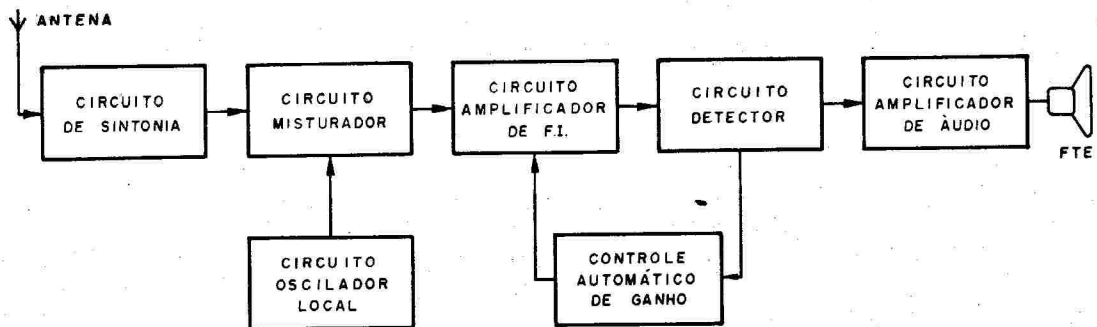 ANTENA
CIRCUITO
DE SINTONIA
CIRCUITO
MISTURADOR
CIRCUITO
AMPLIFICADOR
DE F.I.
CIRCUITO
DETECTOR
CIRCUITO
AMPLIFICADOR
DE ÀUDIO
FTE
CIRCUITO
OSCILADOR
LOCAL
CONTROLE
AUTOMÁTICO
DE GANHO